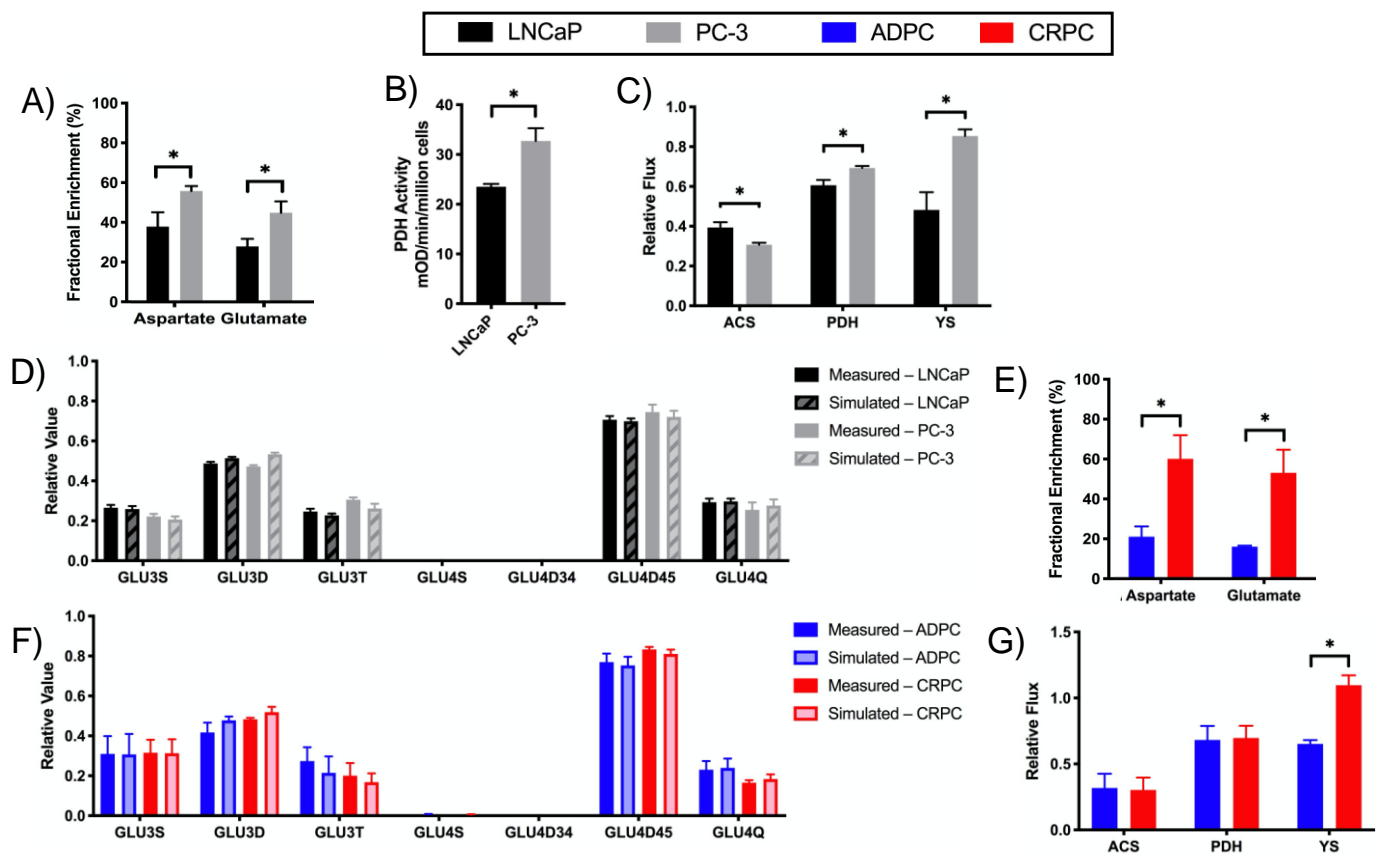 LNCaP PC-3 ADPC CRPC
A)
Fractional Enrichment (%)
100
80
60
40
20
0
* *
Aspartate Glutamate
B)
PDH Activity
mOD/min/million cells
40
30
20
10
0
*
LNCaP PC-3
C)
Relative Flux
1.0
0.8
0.6
0.4
0.2
0.0
* * *
ACS PDH YS
D)
Relative Value
1.0
0.8
0.6
0.4
0.2
0.0
GLU3S GLU3D GLU3T GLU4S GLU4D34 GLU4D45 GLU4Q
Measured – LNCaP
Simulated – LNCaP
Measured – PC-3
Simulated – PC-3
E)
Fractional Enrichment (%)
100
80
60
40
20
0
* *
Aspartate Glutamate
F)
Relative Value
1.0
0.8
0.6
0.4
0.2
0.0
GLU3S GLU3D GLU3T GLU4S GLU4D34 GLU4D45 GLU4Q
Measured – ADPC
Simulated – ADPC
Measured – CRPC
Simulated – CRPC
G)
Relative Flux
1.5
1.0
0.5
0.0
*
ACS PDH YS